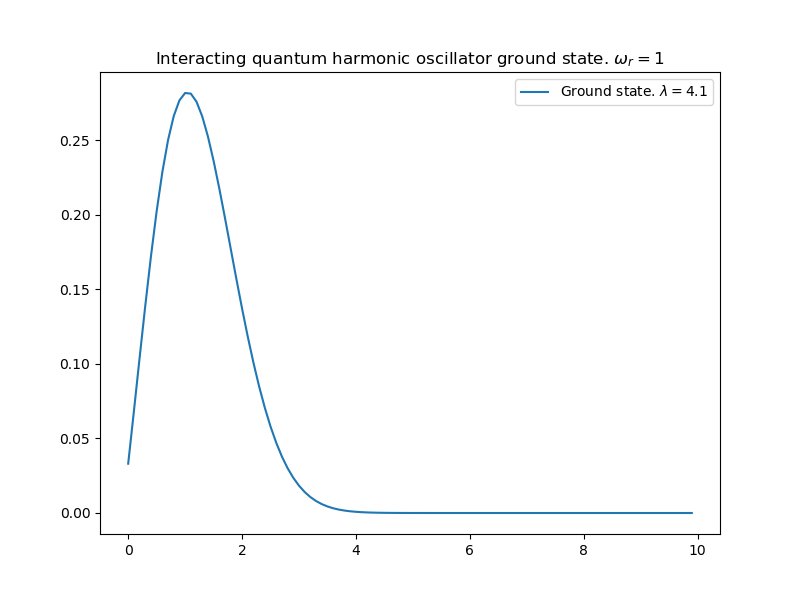 Interacting quantum harmonic oscillator ground state. ωr = 1
Ground state. λ = 4.1
0.25
0.20
0.15
0.10
0.05
0.00
0 2 4 6 8 10